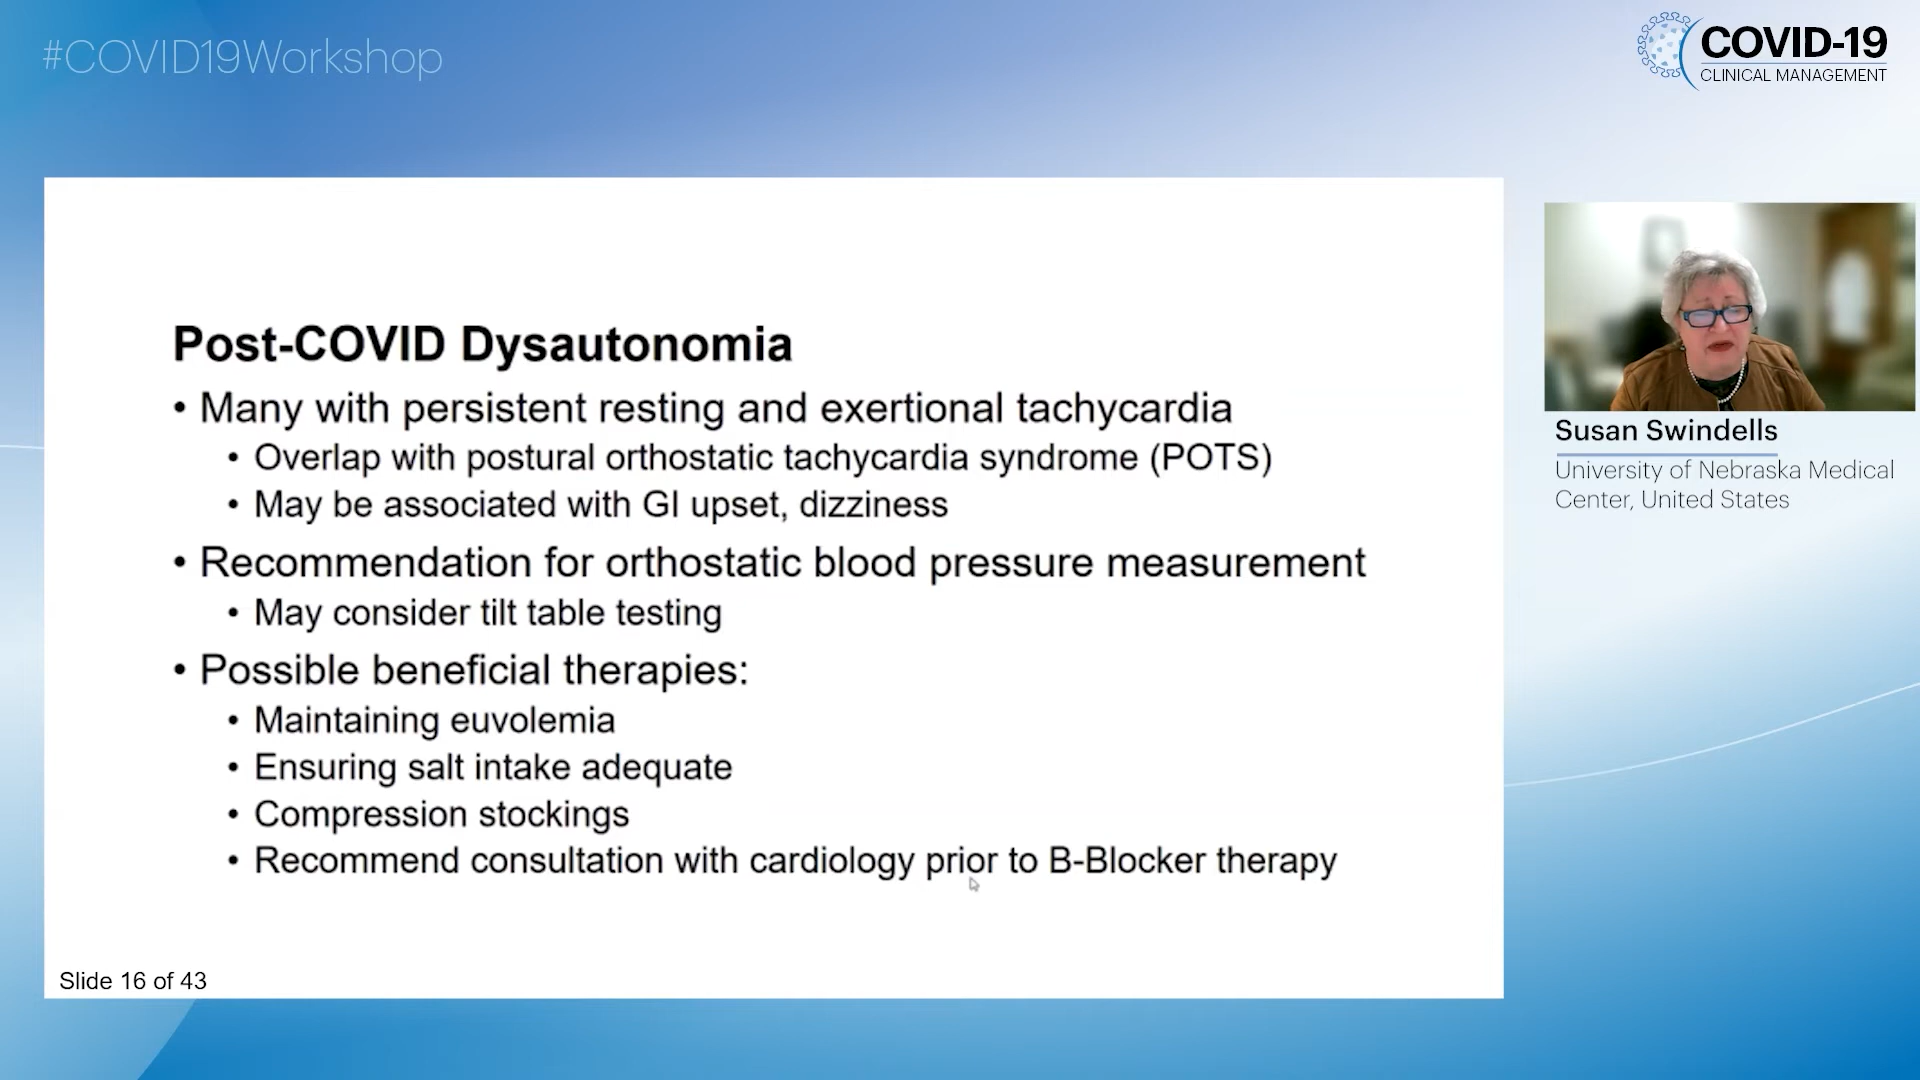 #COVID19Workshop
COVID-19
CLINICAL MANAGEMENT
Post-COVID Dysautonomia
• Many with persistent resting and exertional tachycardia
• Overlap with postural orthostatic tachycardia syndrome (POTS)
• May be associated with GI upset, dizziness
• Recommendation for orthostatic blood pressure measurement
• May consider tilt table testing
• Possible beneficial therapies:
• Maintaining euvolemia
• Ensuring salt intake adequate
• Compression stockings
• Recommend consultation with cardiology prior to B-Blocker therapy
Slide 16 of 43
Susan Swindells
University of Nebraska Medical
Center, United States